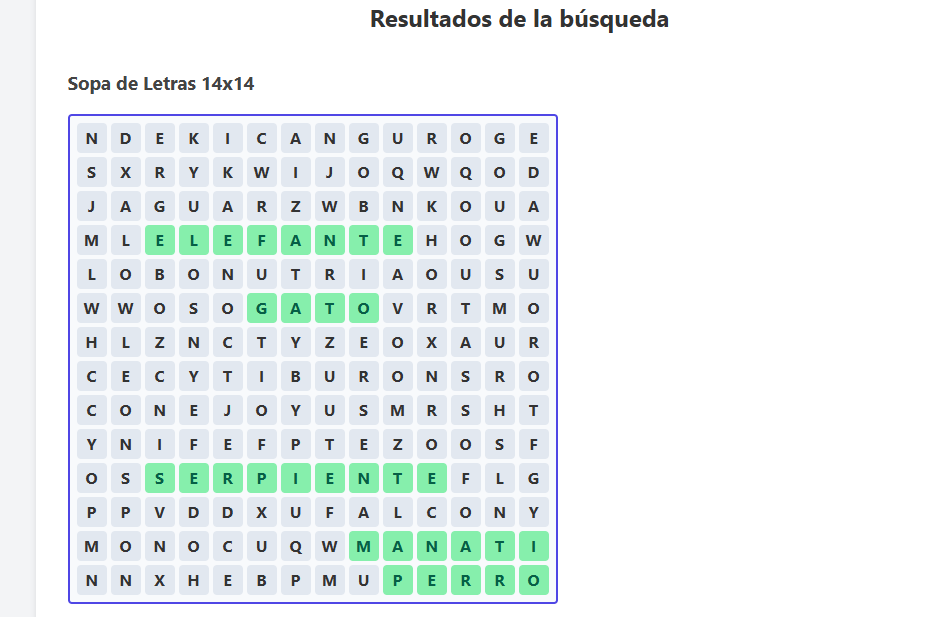 Resultados de la búsqueda
Sopa de Letras 14x14
N D E K I C A N G U R O G E
S X R Y K W I J O Q W Q O D
J A G U A R Z W B N K O U A
M L E L E F A N T E H O G W
L O B O N U T R I A O U S U
W W O S O G A T O V R T M O
H L Z N C T Y Z E O X A U R
C E C Y T I B U R O N S R O
C O N E J O Y U S M R S H T
Y N I F E F P T E Z O O S F
O S S E R P I E N T E F L G
P P V D D X U F A L C O N Y
M O N O C U Q W M A N A T I
N N X H E B P M U P E R R O